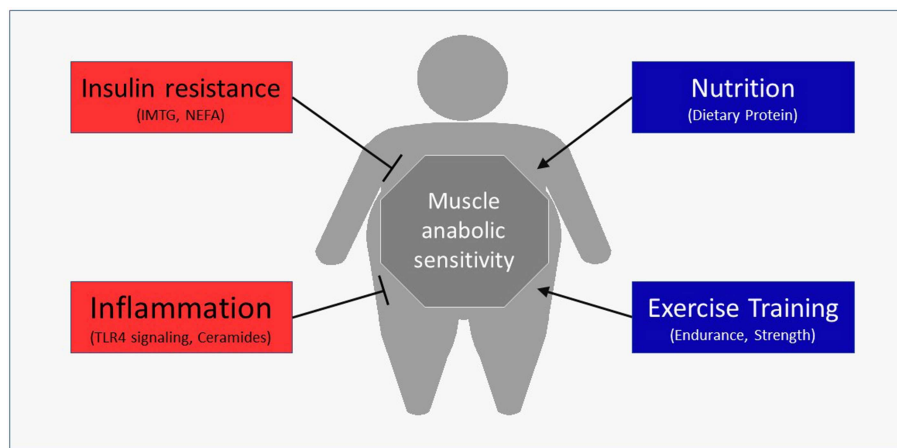 Insulin resistance
(IMTG, NEFA)
Nutrition
(Dietary Protein)
Muscle
anabolic
sensitivity
Inflammation
(TLR4 signaling, Ceramides)
Exercise Training
(Endurance, Strength)